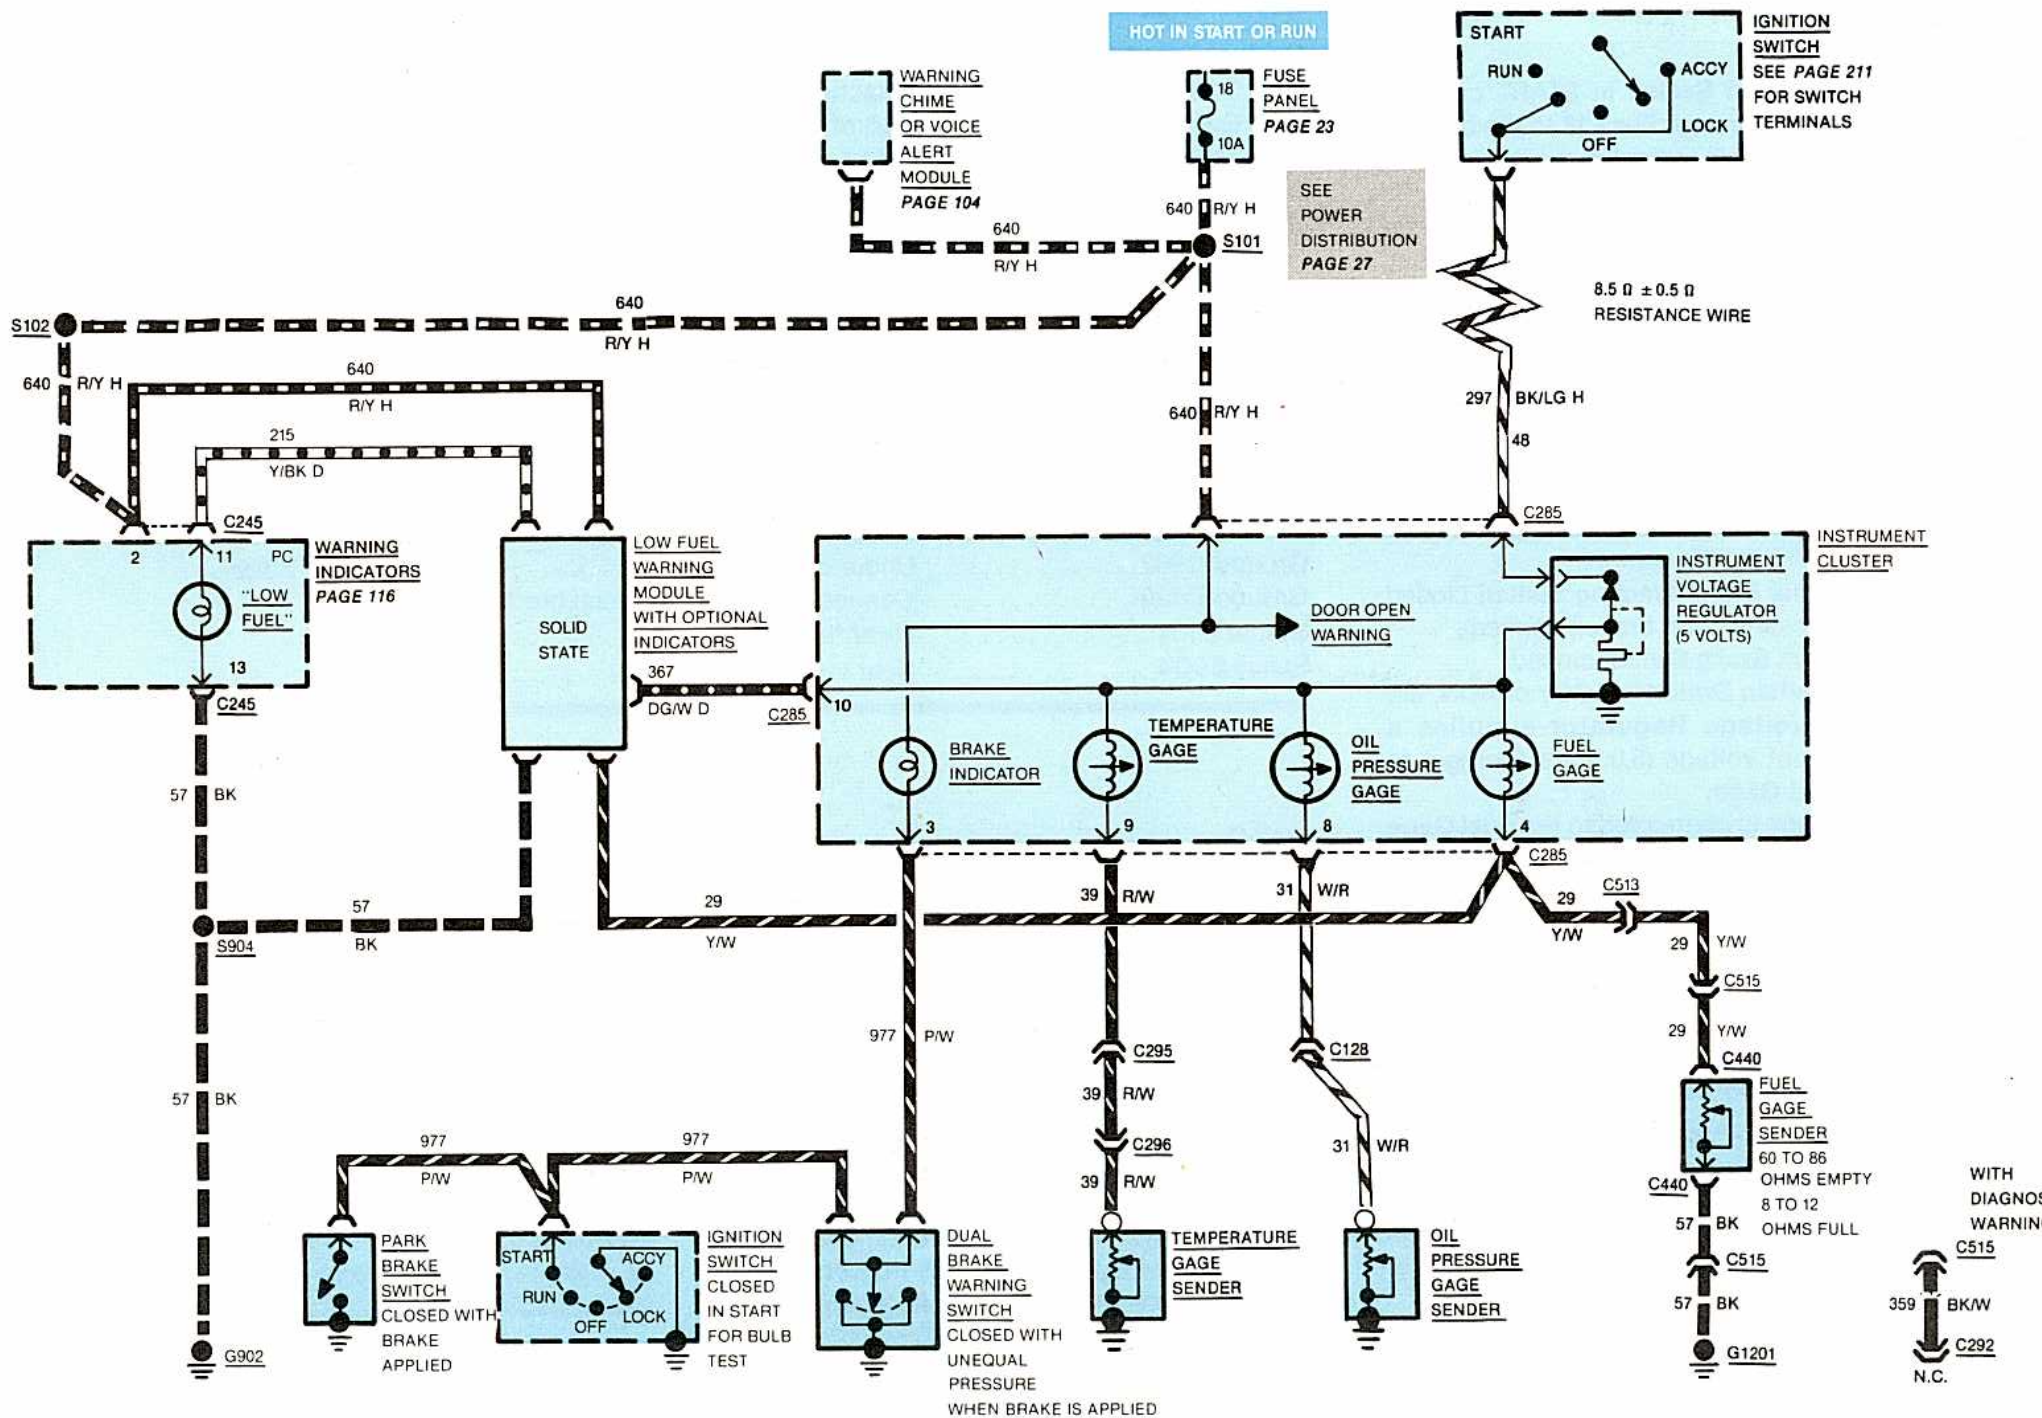 HOT IN START OR RUN
WARNING
CHIME
OR VOICE
ALERT
MODULE
PAGE 104
18
10A
FUSE
PANEL
PAGE 23
START
RUN
ACCY
LOCK
OFF
IGNITION
SWITCH
SEE PAGE 211
FOR SWITCH
TERMINALS
SEE
POWER
DISTRIBUTION
PAGE 27
640
R/Y H
S101
640
R/Y H
8.5 Ω ±0.5 Ω
RESISTANCE WIRE
S102
640
R/Y H
640
R/Y H
640
R/Y H
640
R/Y H
297
BK/LG H
48
215
Y/BK D
C245
C285
2
11
PC
"LOW
FUEL"
13
WARNING
INDICATORS
PAGE 116
C245
SOLID
STATE
LOW FUEL
WARNING
MODULE
WITH OPTIONAL
INDICATORS
367
DG/W D
C285
10
DOOR OPEN
WARNING
INSTRUMENT
VOLTAGE
REGULATOR
(5 VOLTS)
INSTRUMENT
CLUSTER
BRAKE
INDICATOR
TEMPERATURE
GAGE
OIL
PRESSURE
GAGE
FUEL
GAGE
3
9
8
4
C285
57
BK
57
BK
S904
29
Y/W
39
R/W
31
W/R
29
Y/W
C513
29
Y/W
C515
29
Y/W
C440
977
P/W
C295
39
R/W
C296
39
R/W
C128
31
W/R
57
BK
G902
977
P/W
977
P/W
PARK
BRAKE
SWITCH
CLOSED WITH
BRAKE
APPLIED
START
RUN
OFF
ACCY
LOCK
IGNITION
SWITCH
CLOSED
IN START
FOR BULB
TEST
DUAL
BRAKE
WARNING
SWITCH
CLOSED WITH
UNEQUAL
PRESSURE
WHEN BRAKE IS APPLIED
TEMPERATURE
GAGE
SENDER
OIL
PRESSURE
GAGE
SENDER
FUEL
GAGE
SENDER
60 TO 86
OHMS EMPTY
8 TO 12
OHMS FULL
C440
57
BK
C515
57
BK
G1201
WITH
DIAGNOS
WARNIN
C515
359
BK/W
C292
N.C.